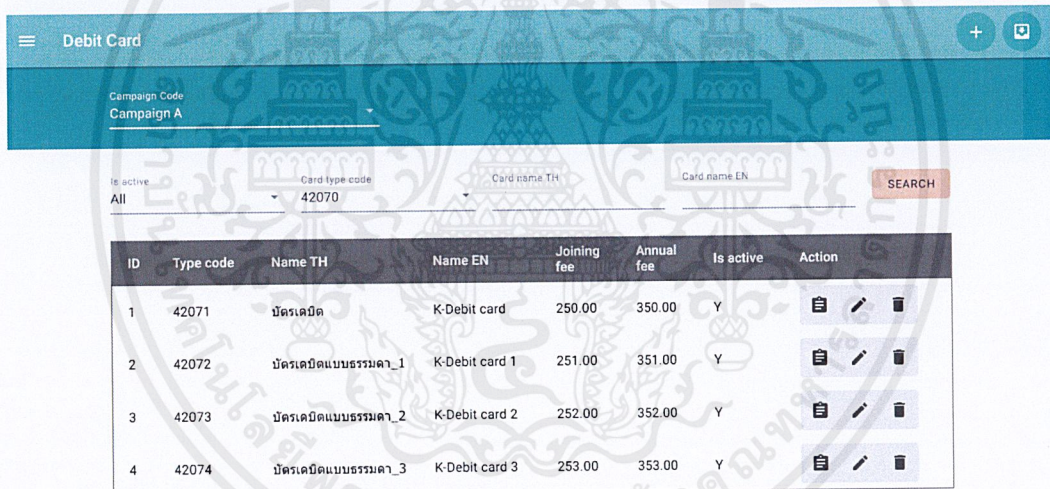 Debit Card
Campaign Code
Campaign A
Is active
All
Card type code
42070
Card name TH
Card name EN
SEARCH
ID Type code Name TH Name EN Joining fee Annual fee Is active Action
1 42071 บัตรเดบิต K-Debit card 250.00 350.00 Y
2 42072 บัตรเดบิตแบบธรรมดา_1 K-Debit card 1 251.00 351.00 Y
3 42073 บัตรเดบิตแบบธรรมดา_2 K-Debit card 2 252.00 352.00 Y
4 42074 บัตรเดบิตแบบธรรมดา_3 K-Debit card 3 253.00 353.00 Y